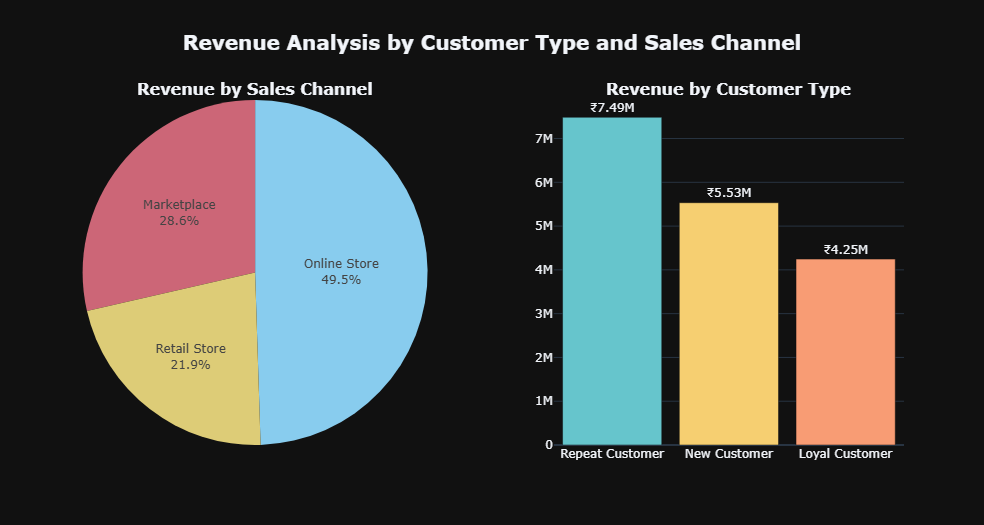 Revenue Analysis by Customer Type and Sales Channel
Revenue by Sales Channel
Marketplace
28.6%
Online Store
49.5%
Retail Store
21.9%
Revenue by Customer Type
₹7.49M
₹5.53M
₹4.25M
7M
6M
5M
4M
3M
2M
1M
0
Repeat Customer
New Customer
Loyal Customer